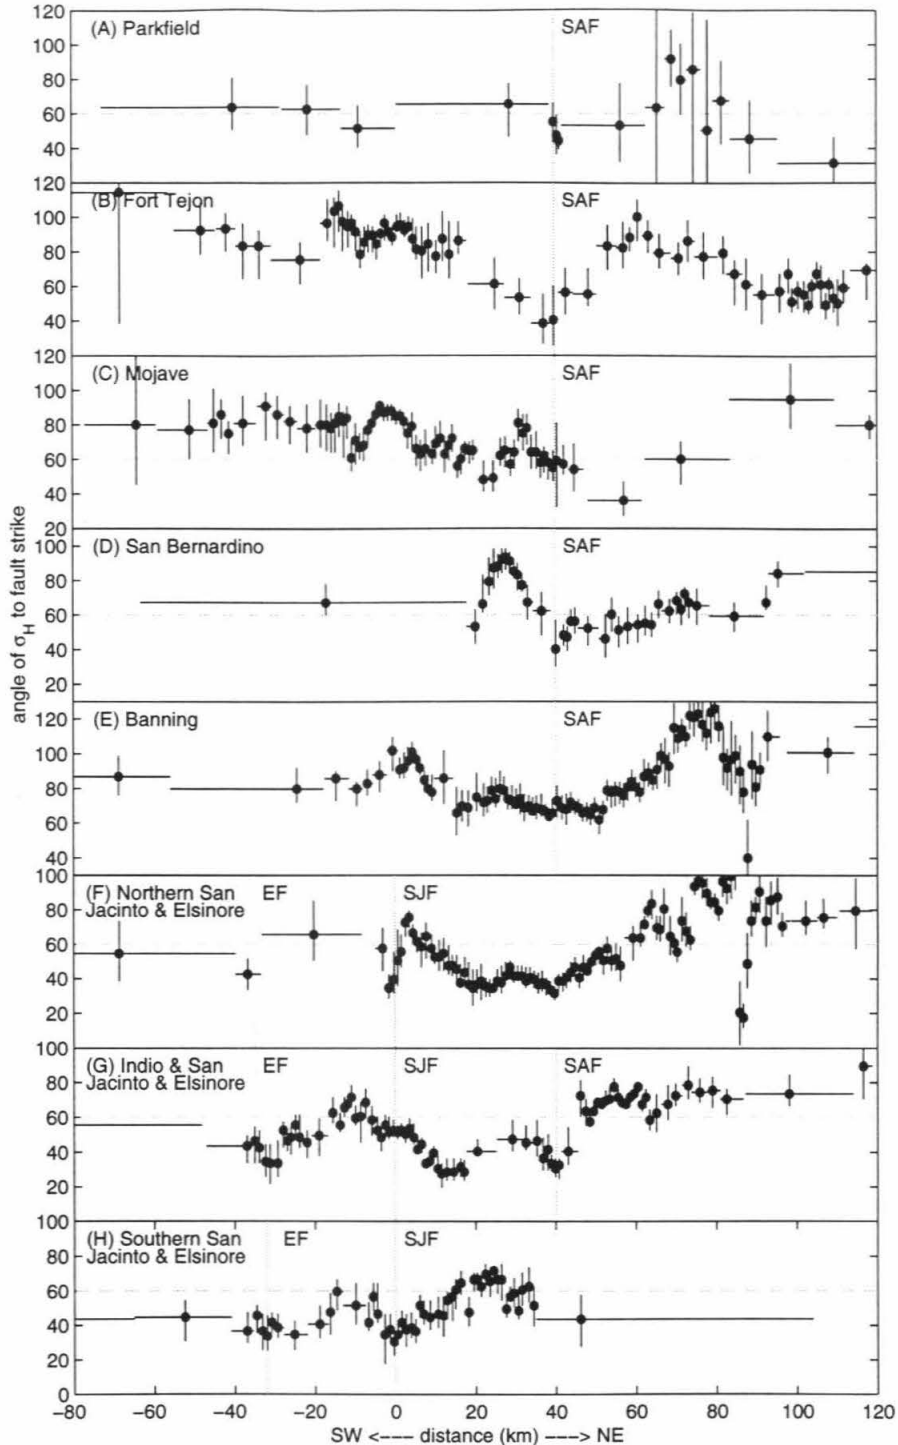 120
(A) Parkfield SAF
100
80
60
40
120
(B) Fort Tejon SAF
100
80
60
40
120
(C) Mojave SAF
100
80
60
40
20
(D) San Bernardino SAF
100
80
60
40
20
(E) Banning SAF
100
80
60
40
100
(F) Northern San EF SJF
Jacinto & Elsinore
80
60
40
20
100
(G) Indio & San EF SJF SAF
Jacinto & Elsinore
80
60
40
20
100
(H) Southern San EF SJF
Jacinto & Elsinore
80
60
40
20
0
angle of σH to fault strike
−80 −60 −40 −20 0 20 40 60 80 100 120
SW <−−− distance (km) −−−> NE